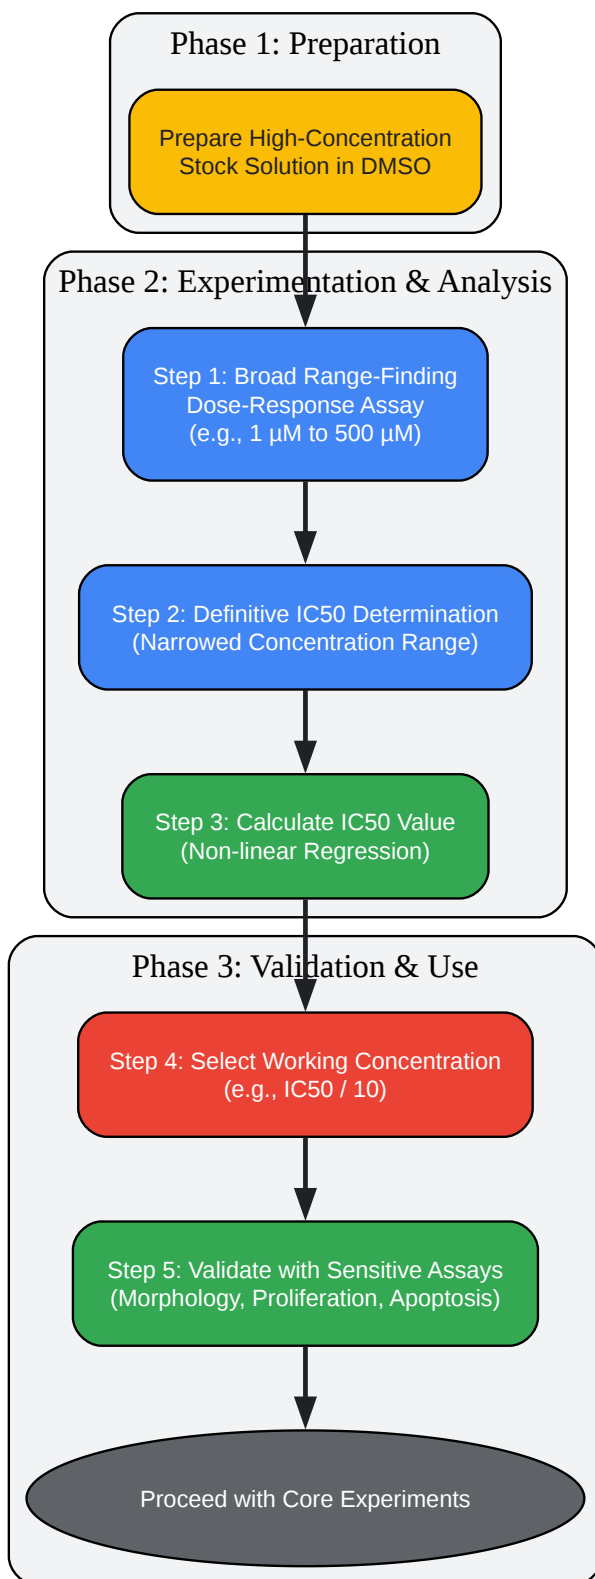 Phase 1: Preparation
Prepare High-Concentration
Stock Solution in DMSO
Phase 2: Experimentation & Analysis
Step 1: Broad Range-Finding
Dose-Response Assay
(e.g., 1 µM to 500 µM)
Step 2: Definitive IC50 Determination
(Narrowed Concentration Range)
Step 3: Calculate IC50 Value
(Non-linear Regression)
Phase 3: Validation & Use
Step 4: Select Working Concentration
(e.g., IC50 / 10)
Step 5: Validate with Sensitive Assays
(Morphology, Proliferation, Apoptosis)
Proceed with Core Experiments